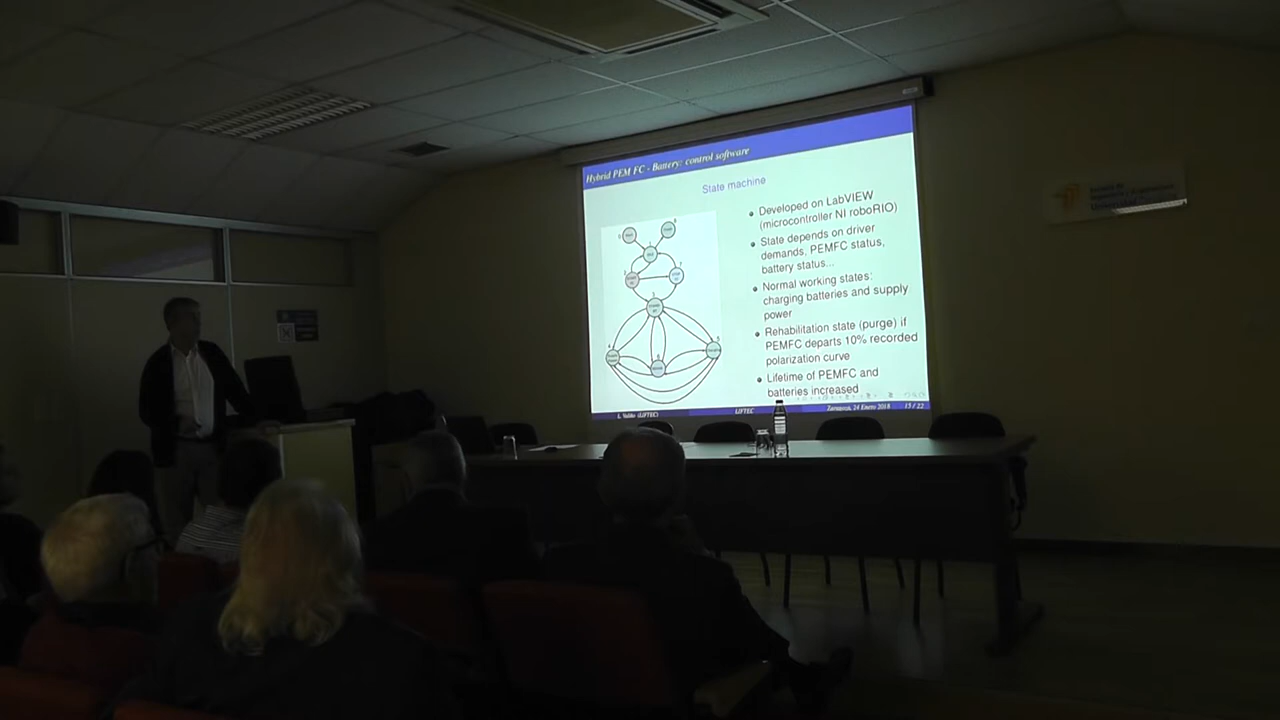 Hybrid PEM FC - Battery: control software
State machine
Developed on LabVIEW
(microcontroller NI roboRIO)
State depends on driver
demands, PEMFC status,
battery status...
Normal working states:
charging batteries and supply
power
Rehabilitation state (purge) if
PEMFC departs 10% recorded
polarization curve
Lifetime of PEMFC and
batteries increased
L. Valiño (LIFTEC)
LIFTEC
Zaragoza, 24 Enero 2018
15 / 22